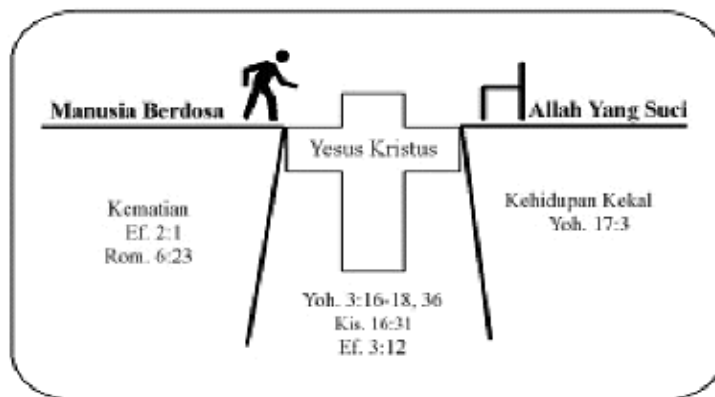 Manusia Berdosa
Allah Yang Suci
Yesus Kristus
Kematian
Ef. 2:1
Rom. 6:23
Kehidupan Kekal
Yoh. 17:3
Yoh. 3:16-18, 36
Kis. 16:31
Ef. 3:12